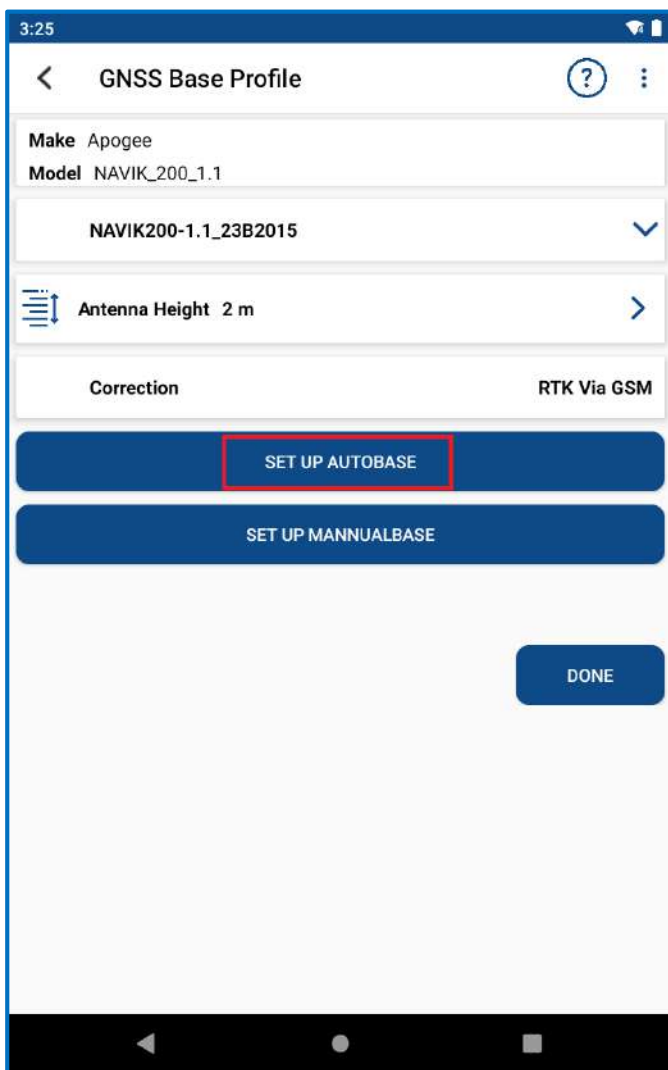 3:25
GNSS Base Profile ?
Make Apogee
Model NAVIK_200_1.1
NAVIK200-1.1_23B2015
Antenna Height 2 m
Correction RTK Via GSM
SET UP AUTOBASE
SET UP MANNUALBASE
DONE